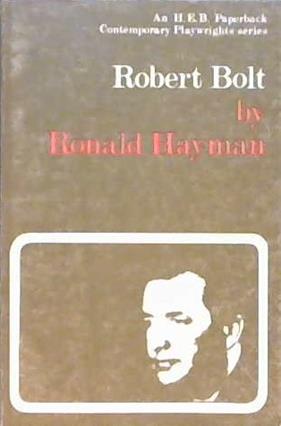 An H.E.B. Paperback
Contemporary Playwrights series
Robert Bolt
by
Ronald Hayman